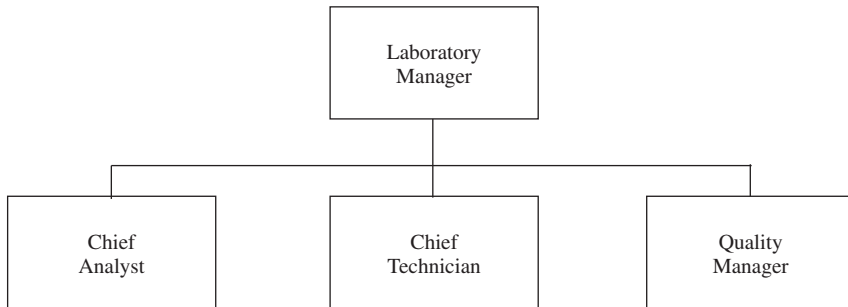 Laboratory
Manager
Chief
Analyst
Chief
Technician
Quality
Manager